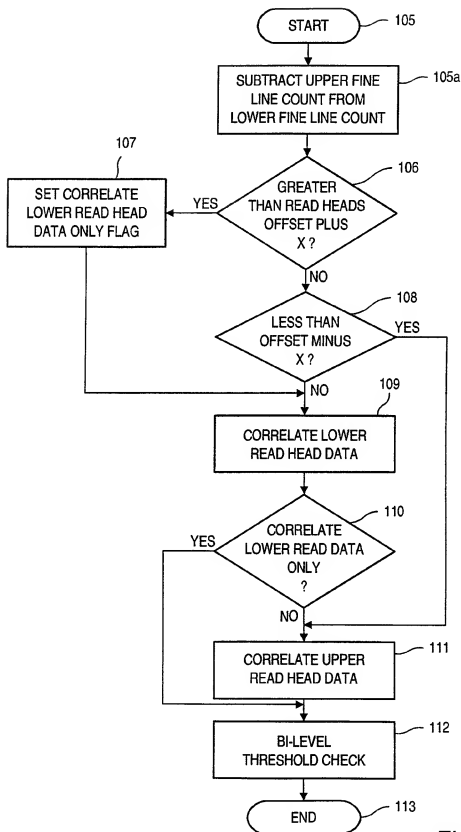 START
105
SUBTRACT UPPER FINE
LINE COUNT FROM
LOWER FINE LINE COUNT
105a
107
SET CORRELATE
LOWER READ HEAD
DATA ONLY FLAG
YES
GREATER
THAN READ HEADS
OFFSET PLUS
X ?
106
NO
108
LESS THAN
OFFSET MINUS
X ?
YES
NO
109
CORRELATE LOWER
READ HEAD DATA
110
YES
CORRELATE
LOWER READ DATA
ONLY
?
NO
CORRELATE UPPER
READ HEAD DATA
111
BI-LEVEL
THRESHOLD CHECK
112
END
113